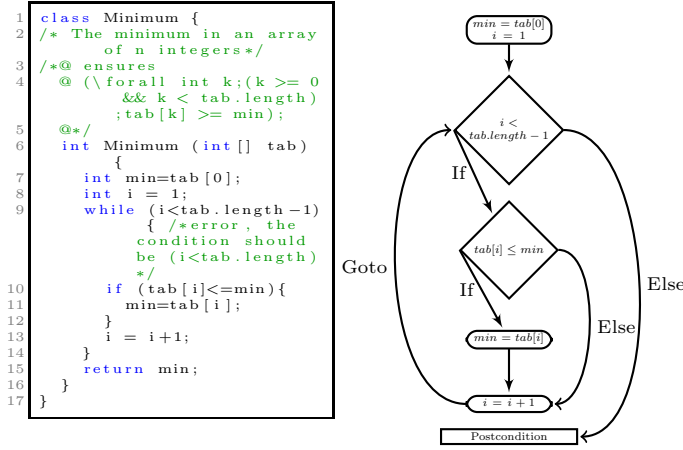 1 class Minimum {
2 /* The minimum in an array
of n integers*/
3 /*@ ensures
4 @ (\forall int k;(k >= 0
&& k < tab.length)
;tab[k] >= min);
5 @*/
6 int Minimum (int[] tab)
{
7 int min=tab[0];
8 int i = 1;
9 while (i<tab.length-1)
{ /*error, the
condition should
be (i<tab.length)
*/
10 if (tab[i]<=min){
11 min=tab[i];
12 }
13 i = i+1;
14 }
15 return min;
16 }
17 }
min = tab[0]
i = 1
i <
tab.length − 1
If
tab[i] ≤ min
Goto
If
Else
Else
min = tab[i]
i = i + 1
Postcondition